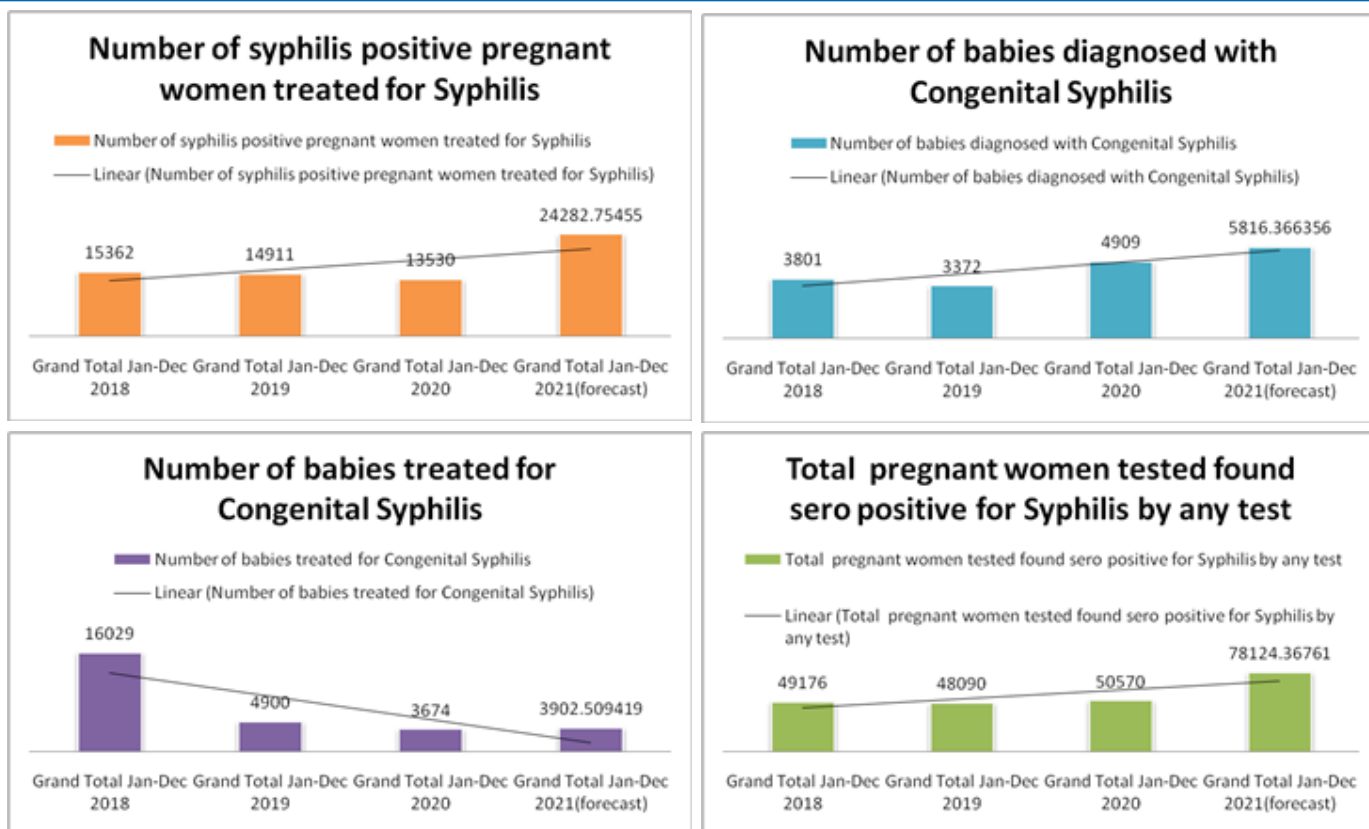 Number of syphilis positive pregnant
women treated for Syphilis
Number of syphilis positive pregnant women treated for Syphilis
Linear (Number of syphilis positive pregnant women treated for Syphilis)
24282.75455
15362
14911
13530
Grand Total Jan-Dec Grand Total Jan-Dec Grand Total Jan-Dec Grand Total Jan-Dec
2018 2019 2020 2021(forecast)
Number of babies diagnosed with
Congenital Syphilis
Number of babies diagnosed with Congenital Syphilis
Linear (Number of babies diagnosed with Congenital Syphilis)
5816.366356
4909
3801
3372
Grand Total Jan-Dec Grand Total Jan-Dec Grand Total Jan-Dec Grand Total Jan-Dec
2018 2019 2020 2021(forecast)
Number of babies treated for
Congenital Syphilis
Number of babies treated for Congenital Syphilis
Linear (Number of babies treated for Congenital Syphilis)
16029
4900
3674
3902.509419
Grand Total Jan-Dec Grand Total Jan-Dec Grand Total Jan-Dec Grand Total Jan-Dec
2018 2019 2020 2021(forecast)
Total pregnant women tested found
sero positive for Syphilis by any test
Total pregnant women tested found sero positive for Syphilis by any test
Linear (Total pregnant women tested found sero positive for Syphilis by
any test)
78124.36761
49176
48090
50570
Grand Total Jan-Dec Grand Total Jan-Dec Grand Total Jan-Dec Grand Total Jan-Dec
2018 2019 2020 2021(forecast)